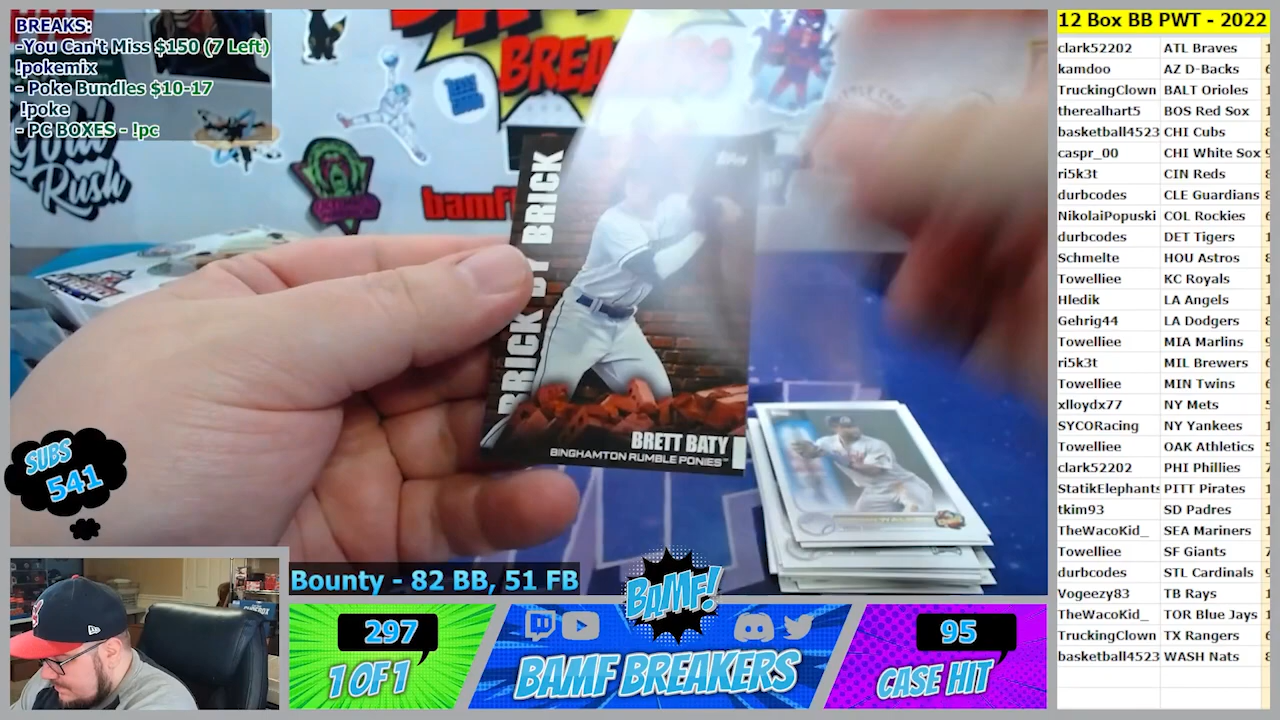 BREAKS:
-You Can't Miss $150 (7 Left)
!pokemix
- Poke Bundles $10-17
!poke
- PC BOXES - !pc
Gold
Rush
BREA
bamf!
BRICK BY BRICK
BRETT BATY
BINGHAMTON RUMBLE PONIES™
SUBS
541
Bounty - 82 BB, 51 FB
297
1 OF 1
BAMF!
BAMF BREAKERS
95
CASE HIT
12 Box BB PWT - 2022
clark52202 ATL Braves
kamdoo AZ D-Backs
TruckingClown BALT Orioles
therealhart5 BOS Red Sox
basketball4523 CHI Cubs
caspr_00 CHI White Sox
ri5k3t CIN Reds
durbcodes CLE Guardians
NikolaiPopuski COL Rockies
durbcodes DET Tigers
Schmelte HOU Astros
Towelliee KC Royals
Hledik LA Angels
Gehrig44 LA Dodgers
Towelliee MIA Marlins
ri5k3t MIL Brewers
Towelliee MIN Twins
xlloydx77 NY Mets
SYCORacing NY Yankees
Towelliee OAK Athletics
clark52202 PHI Phillies
StatikElephants PITT Pirates
tkim93 SD Padres
TheWacoKid_ SEA Mariners
Towelliee SF Giants
durbcodes STL Cardinals
Vogeezy83 TB Rays
TheWacoKid_ TOR Blue Jays
TruckingClown TX Rangers
basketball4523 WASH Nats